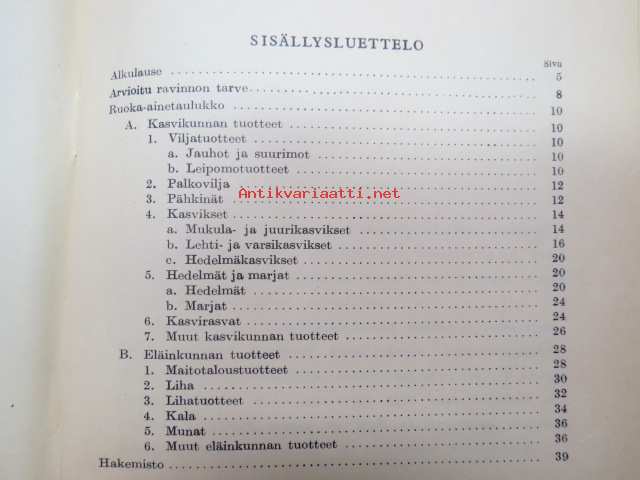 SISÄLLYSLUETTELO
Siva
Alkulause 5
Arvioitu ravinnon tarve 8
Ruoka-ainetaulukko 10
A. Kasvikunnan tuotteet 10
1. Viljatuotteet 10
a. Jauhot ja suurimot 10
b. Leipomotuotteet 10
2. Palkovilja 12
Antikvariaatti.net
3. Pähkinät 12
4. Kasvikset 14
a. Mukula- ja juurikasvikset 14
b. Lehti- ja varsikasvikset 16
c. Hedelmäkasvikset 20
5. Hedelmät ja marjat 20
a. Hedelmät 20
b. Marjat 24
6. Kasvirasvat 24
7. Muut kasvikunnan tuotteet 26
B. Eläinkunnan tuotteet 28
1. Maitotaloustuotteet 28
2. Liha 30
3. Lihatuotteet 32
4. Kala 34
5. Munat 36
6. Muut eläinkunnan tuotteet 36
Hakemisto 39